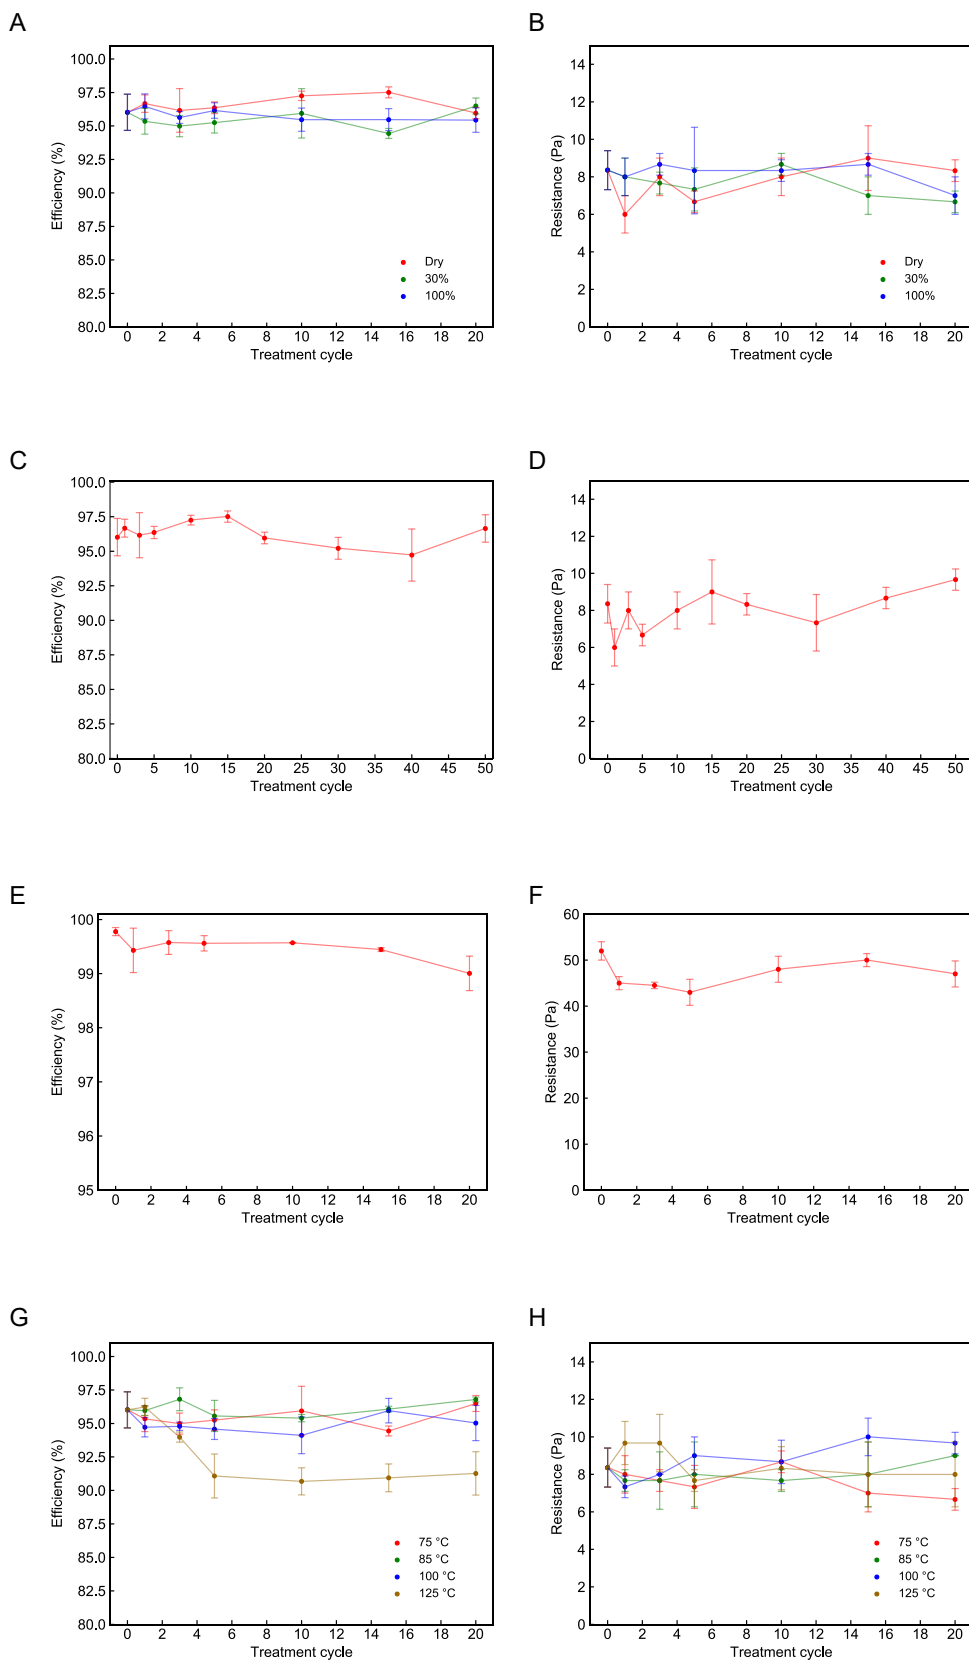 A
Efficiency (%)
100.0
97.5
95.0
92.5
90.0
87.5
85.0
82.5
80.0
Dry
30%
100%
0 2 4 6 8 10 12 14 16 18 20
Treatment cycle
B
Resistance (Pa)
14
12
10
8
6
4
2
0
Dry
30%
100%
0 2 4 6 8 10 12 14 16 18 20
Treatment cycle
C
Efficiency (%)
100.0
97.5
95.0
92.5
90.0
87.5
85.0
82.5
80.0
0 5 10 15 20 25 30 35 40 45 50
Treatment cycle
D
Resistance (Pa)
14
12
10
8
6
4
2
0
0 5 10 15 20 25 30 35 40 45 50
Treatment cycle
E
Efficiency (%)
100
99
98
97
96
95
0 2 4 6 8 10 12 14 16 18 20
Treatment cycle
F
Resistance (Pa)
60
50
40
30
20
10
0
0 2 4 6 8 10 12 14 16 18 20
Treatment cycle
G
Efficiency (%)
100.0
97.5
95.0
92.5
90.0
87.5
85.0
82.5
80.0
75 °C
85 °C
100 °C
125 °C
0 2 4 6 8 10 12 14 16 18 20
Treatment cycle
H
Resistance (Pa)
14
12
10
8
6
4
2
0
75 °C
85 °C
100 °C
125 °C
0 2 4 6 8 10 12 14 16 18 20
Treatment cycle